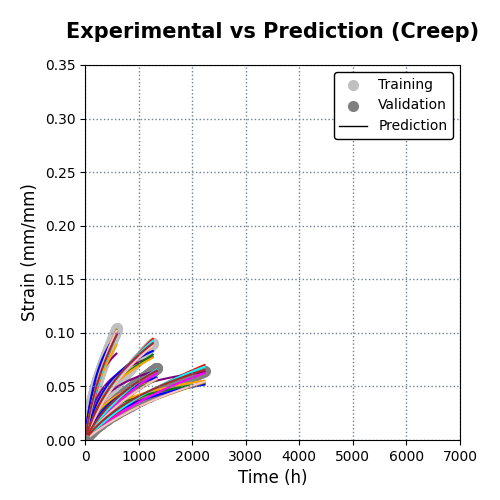 Experimental vs Prediction (Creep)
0.35
0.30
0.25
0.20
0.15
0.10
0.05
0.00
Strain (mm/mm)
Training
Validation
Prediction
0 1000 2000 3000 4000 5000 6000 7000
Time (h)